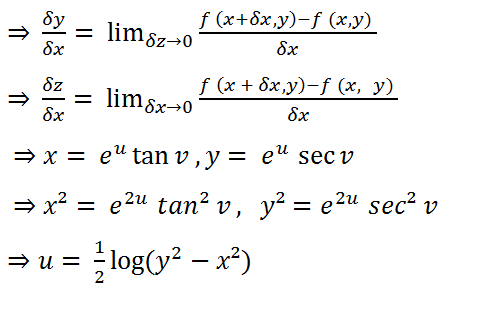 ⇒ δy/δx = lim_{δz→0} f (x+δx,y)−f (x,y)/δx
⇒ δz/δx = lim_{δx→0} f (x + δx,y)−f (x, y)/δx
⇒ x = e^u tan v , y = e^u sec v
⇒ x² = e^{2u} tan² v , y² = e^{2u} sec² v
⇒ u = 1/2 log(y² − x²)